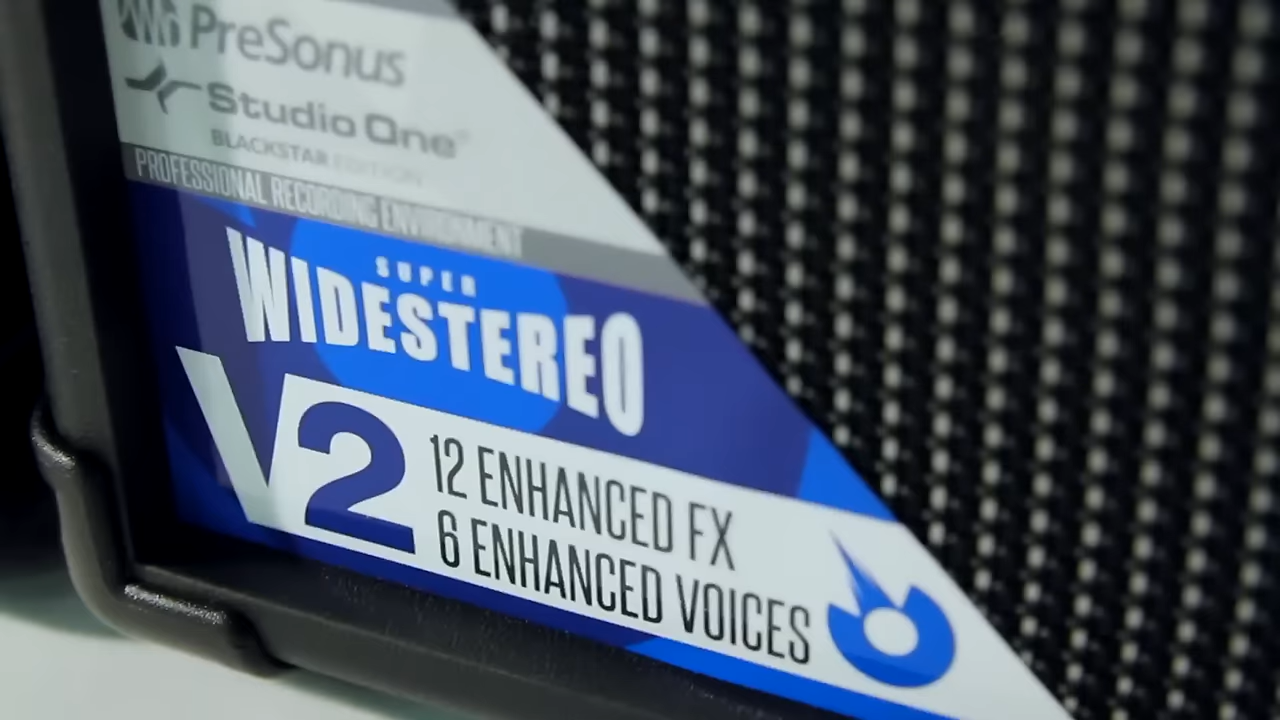 PreSonus
Studio One
BLACKSTAR EDITION
PROFESSIONAL RECORDING ENVIRONMENT
SUPER
WIDESTEREO
V2
12 ENHANCED FX
6 ENHANCED VOICES